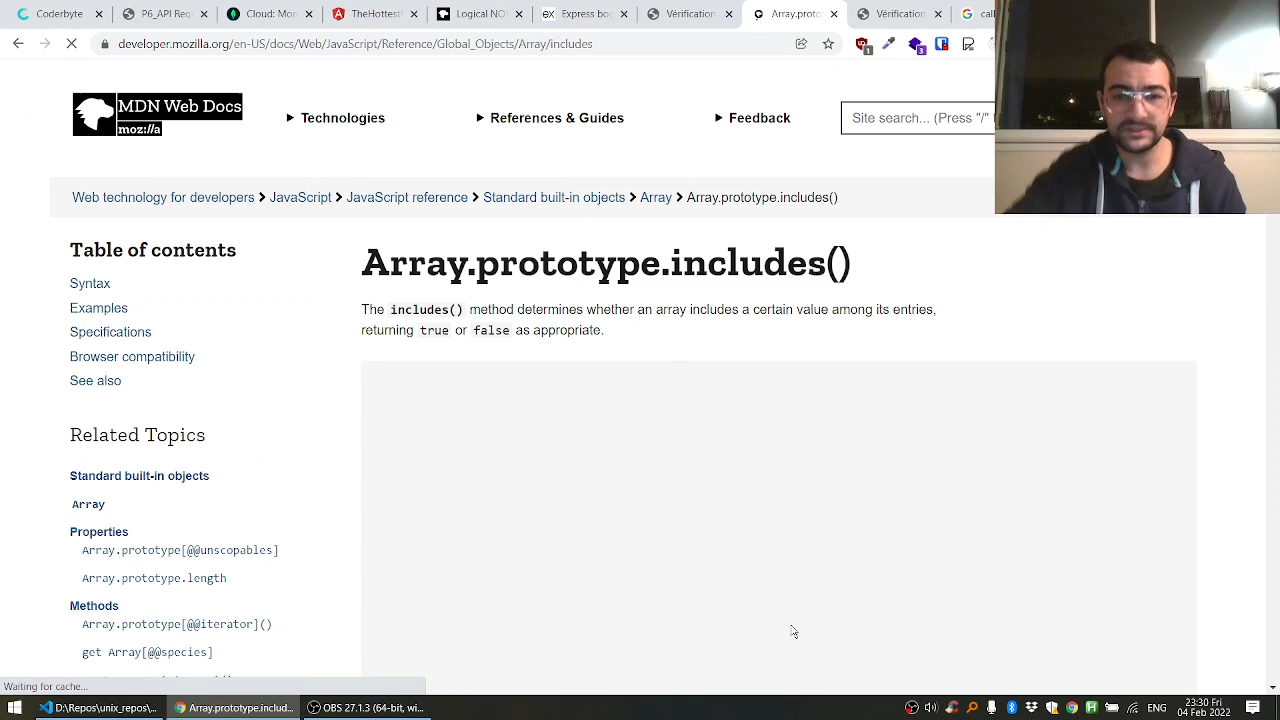 Codebyte
P6_API Req
Cloud: Mon
TheHottest
Logical NO
Express boo
Vérification
Array.proto
Vérification
call
developer.mozilla.org/en-US/docs/Web/JavaScript/Reference/Global_Objects/Array/includes
1
3
MDN Web Docs
moz://a
Technologies
References & Guides
Feedback
Site search... (Press "/"
Web technology for developers
JavaScript
JavaScript reference
Standard built-in objects
Array
Array.prototype.includes()
Table of contents
Syntax
Examples
Specifications
Browser compatibility
See also
Related Topics
Standard built-in objects
Array
Properties
Array.prototype[@@unscopables]
Array.prototype.length
Methods
Array.prototype[@@iterator]()
get Array[@@species]
Array.prototype.includes()
The includes() method determines whether an array includes a certain value among its entries,
returning true or false as appropriate.
Waiting for cache...
D:\Repos\unix_repos\...
Array.prototype.includ...
OBS 27.1.3 (64-bit, wi...
ENG
23:30 Fri
04 Feb 2022